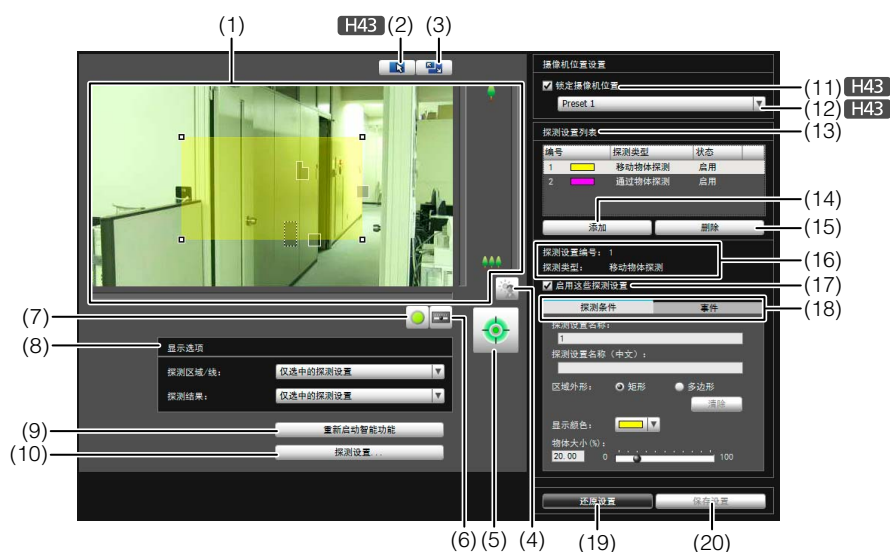 (1)
H43 (2) (3)
摄像机位置设置
锁定摄像机位置
(11) H43
Preset 1
(12) H43
探测设置列表
(13)
编号 探测类型 状态
1 移动物体探测 启用
2 通过物体探测 启用
(14)
添加 删除
(15)
探测设置编号: 1
探测类型: 移动物体探测
(16)
启用这些探测设置
(17)
探测条件 事件
(18)
探测设置名称:
1
探测设置名称（中文）:
区域外形: 矩形 多边形
清除
显示颜色:
物体大小(%):
20.00 0 100
还原设置 保存设置
(7)
(8)
显示选项
探测区域/线: 仅选中的探测设置
探测结果: 仅选中的探测设置
(9)
重新启动智能功能
(10)
探测设置...
(6) (5) (4) (19) (20)